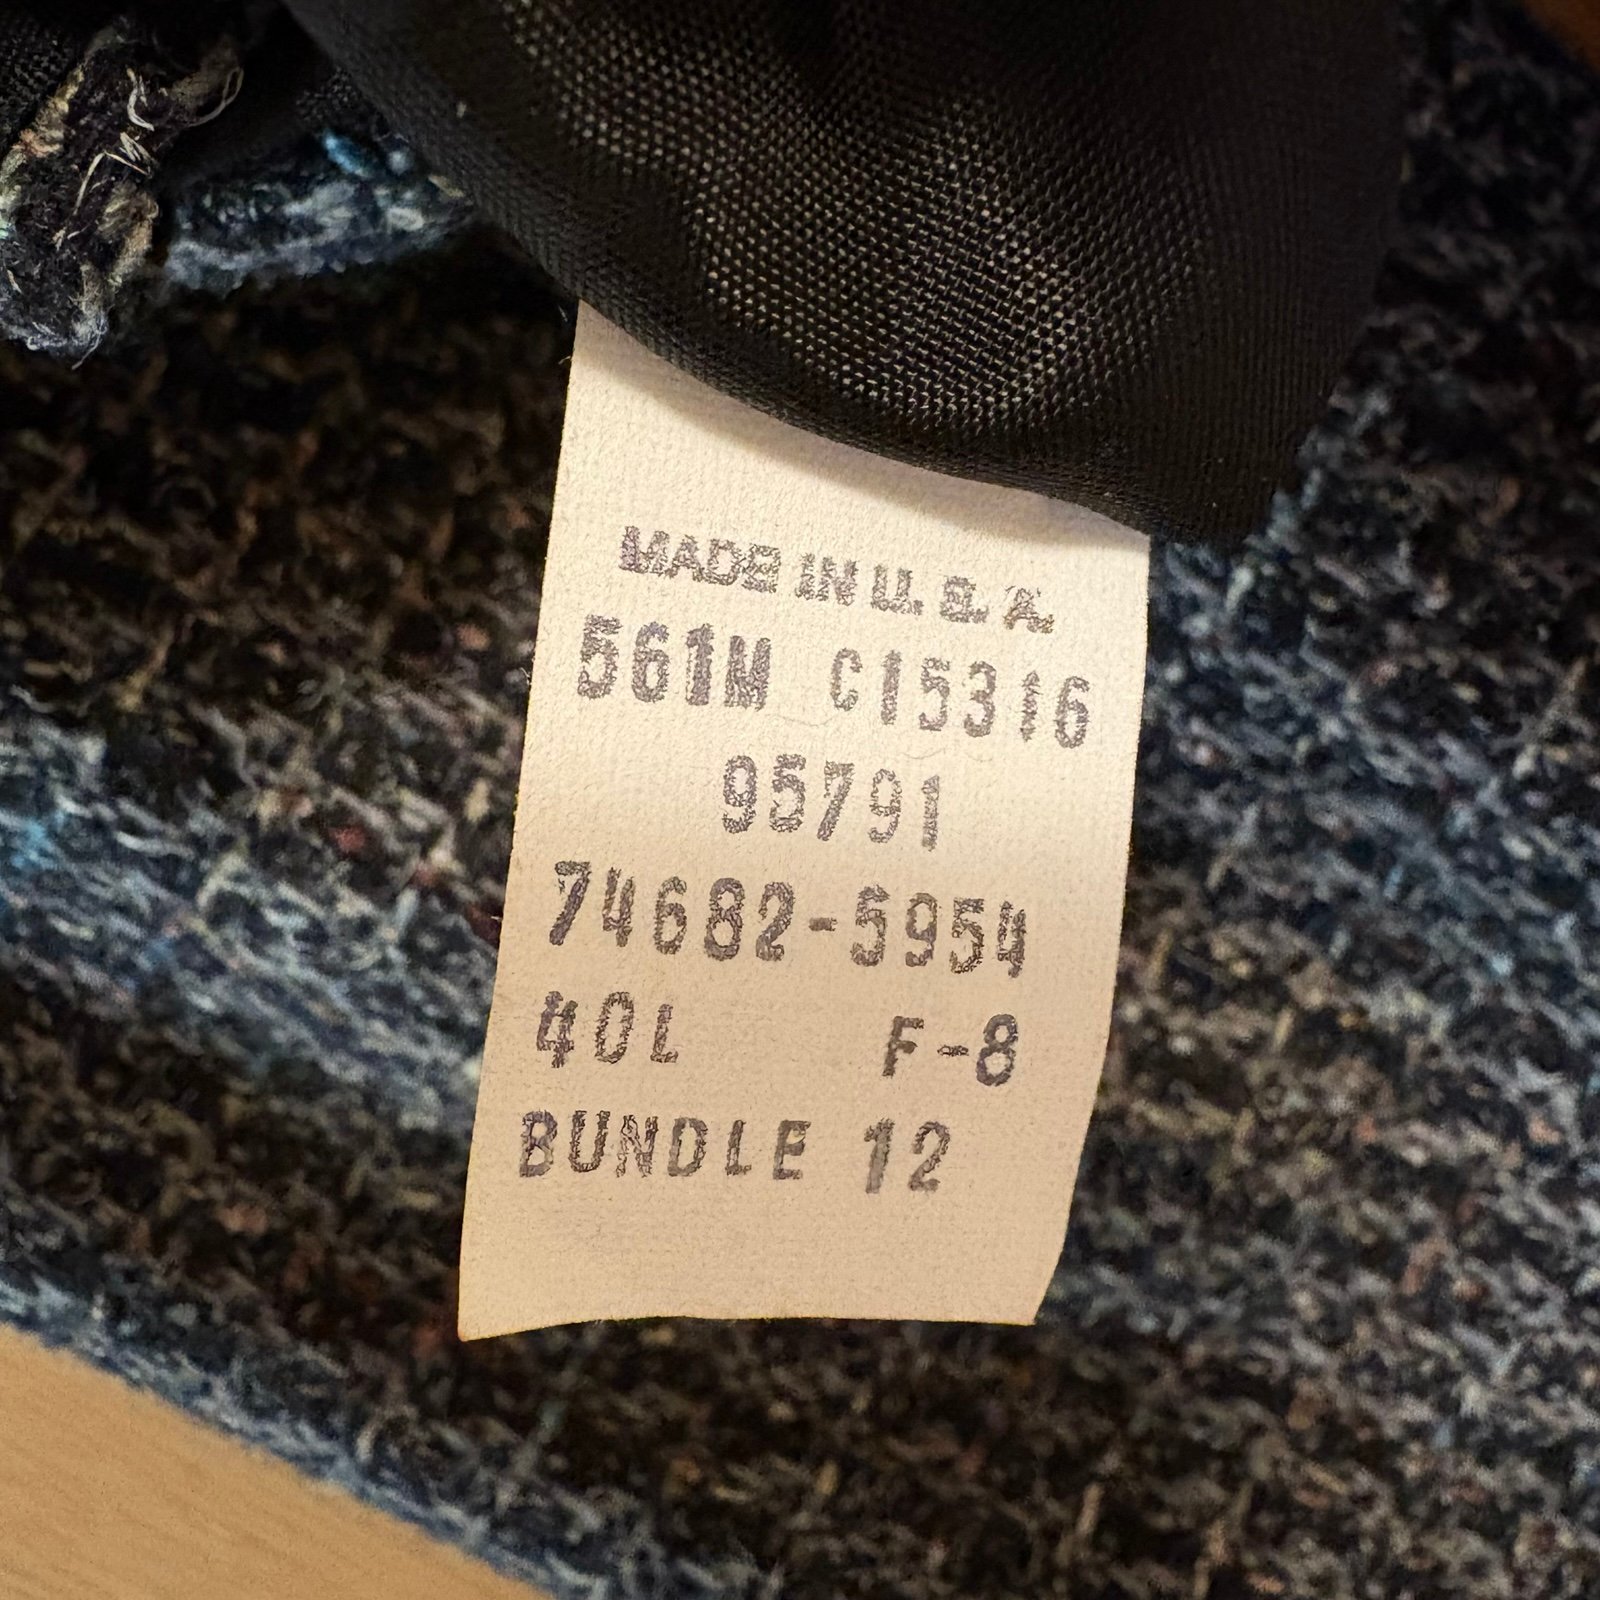 MADE IN U.S.A.
561M C15316
95791
74682-5954
40L F-8
BUNDLE 12